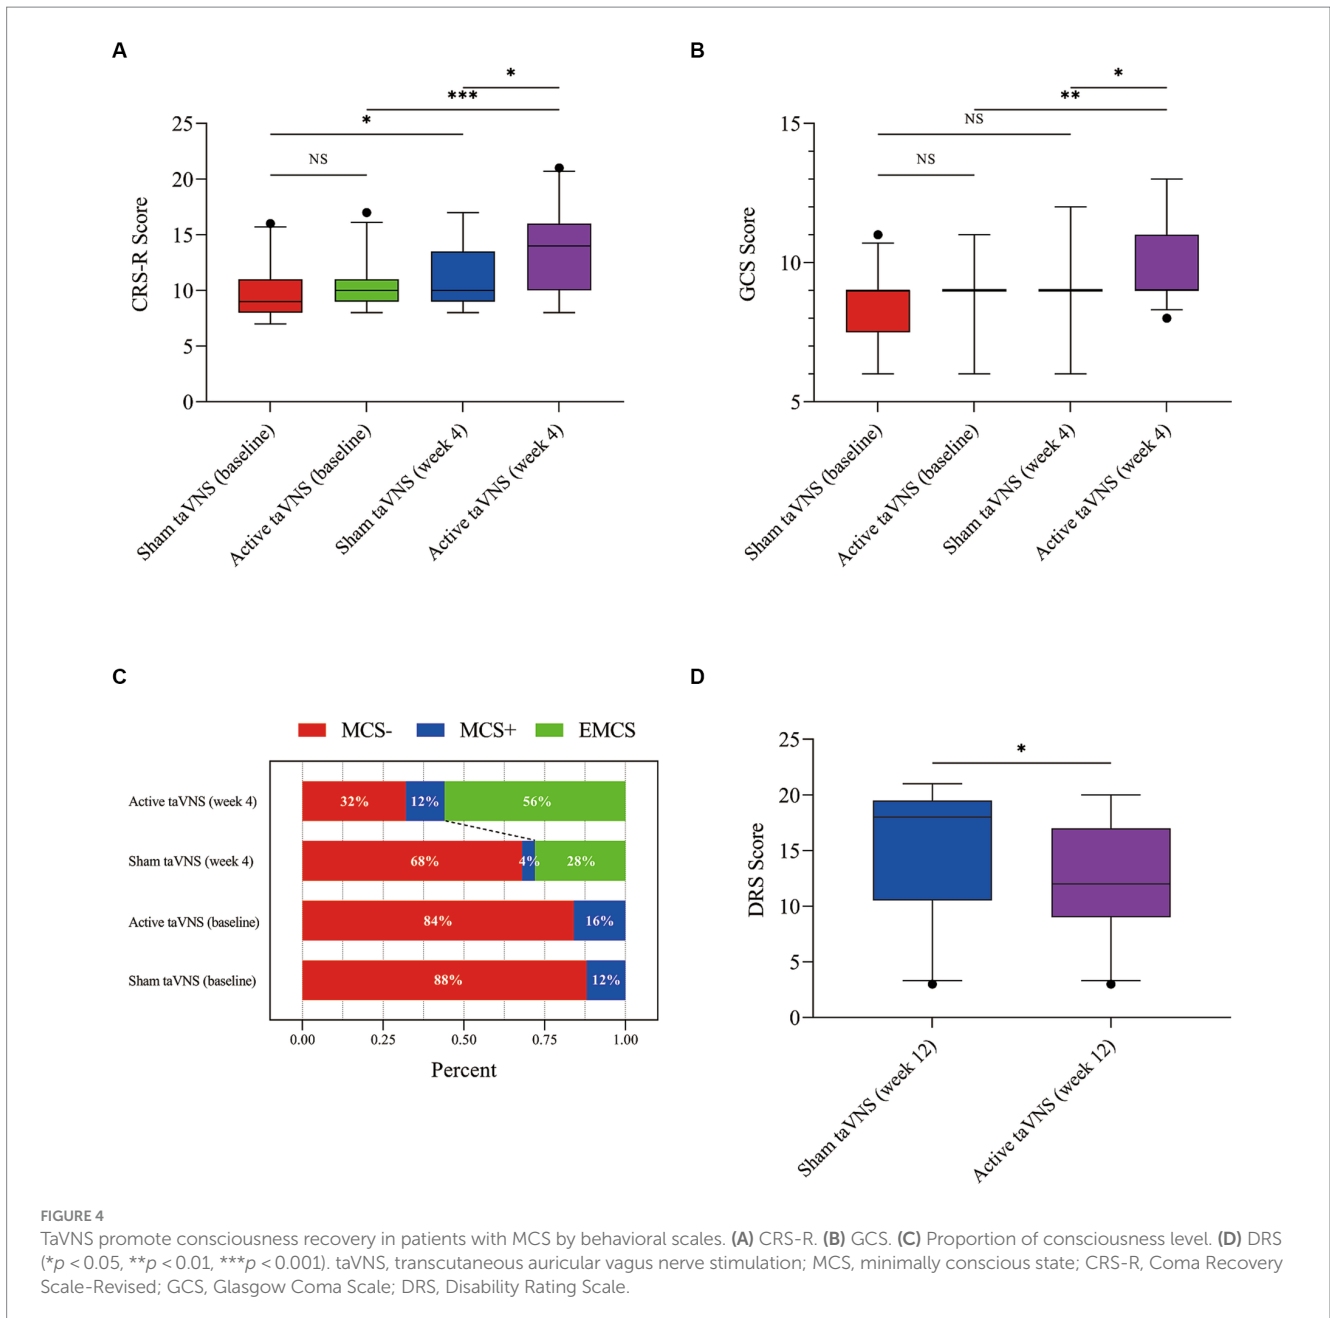 A
*
***
*
NS
25
20
15
10
5
0
CRS-R Score
Sham taVNS (baseline)
Active taVNS (baseline)
Sham taVNS (week 4)
Active taVNS (week 4)
B
*
**
NS
NS
15
10
5
GCS Score
Sham taVNS (baseline)
Active taVNS (baseline)
Sham taVNS (week 4)
Active taVNS (week 4)
C
MCS- MCS+ EMCS
Active taVNS (week 4) 32% 12% 56%
Sham taVNS (week 4) 68% 4% 28%
Active taVNS (baseline) 84% 16%
Sham taVNS (baseline) 88% 12%
0.00 0.25 0.50 0.75 1.00
Percent
D
*
25
20
15
10
5
0
DRS Score
Sham taVNS (week 12)
Active taVNS (week 12)
FIGURE 4
TaVNS promote consciousness recovery in patients with MCS by behavioral scales. (A) CRS-R. (B) GCS. (C) Proportion of consciousness level. (D) DRS
(*p < 0.05, **p < 0.01, ***p < 0.001). taVNS, transcutaneous auricular vagus nerve stimulation; MCS, minimally conscious state; CRS-R, Coma Recovery
Scale-Revised; GCS, Glasgow Coma Scale; DRS, Disability Rating Scale.